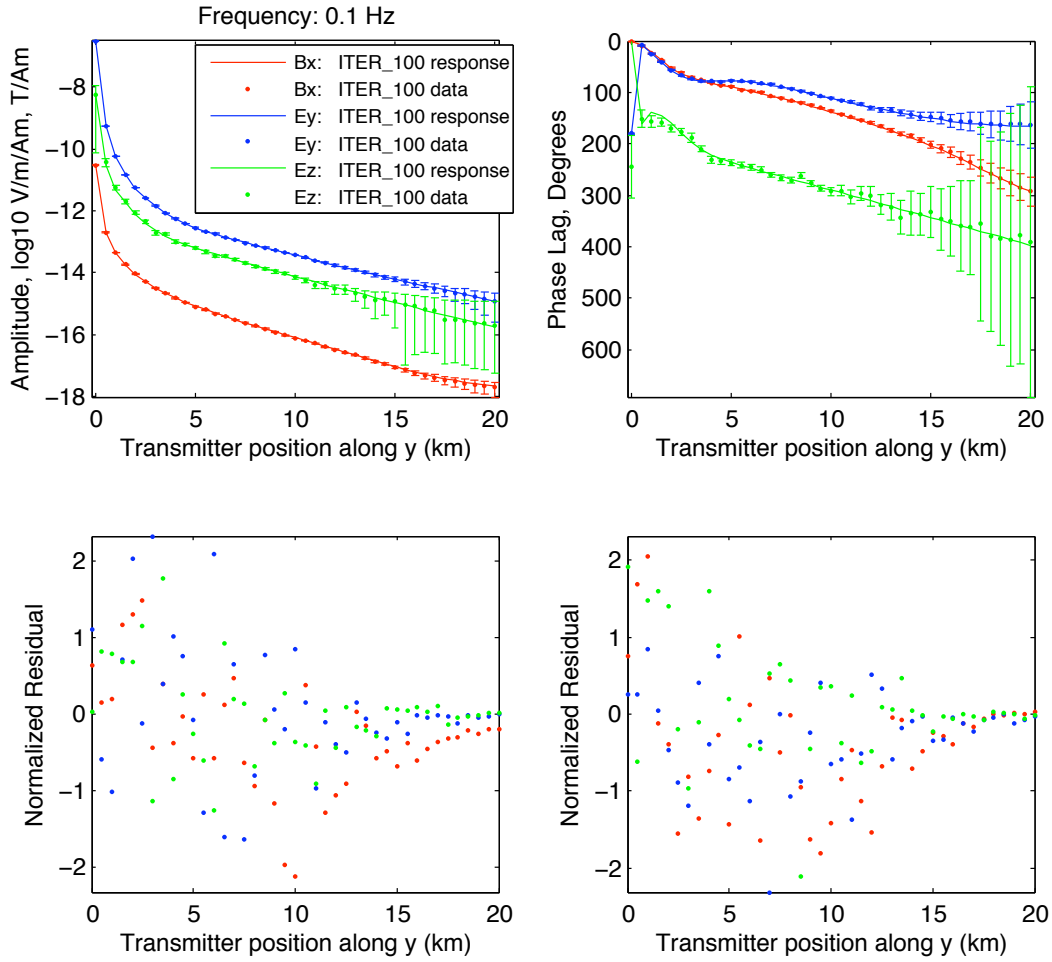 Frequency: 0.1 Hz
Amplitude, log10 V/m/Am, T/Am
−8
−10
−12
−14
−16
−18
0
5
10
15
20
Transmitter position along y (km)
Bx: ITER_100 response
Bx: ITER_100 data
Ey: ITER_100 response
Ey: ITER_100 data
Ez: ITER_100 response
Ez: ITER_100 data
Phase Lag, Degrees
0
100
200
300
400
500
600
0
5
10
15
20
Transmitter position along y (km)
Normalized Residual
2
1
0
−1
−2
0
5
10
15
20
Transmitter position along y (km)
Normalized Residual
2
1
0
−1
−2
0
5
10
15
20
Transmitter position along y (km)